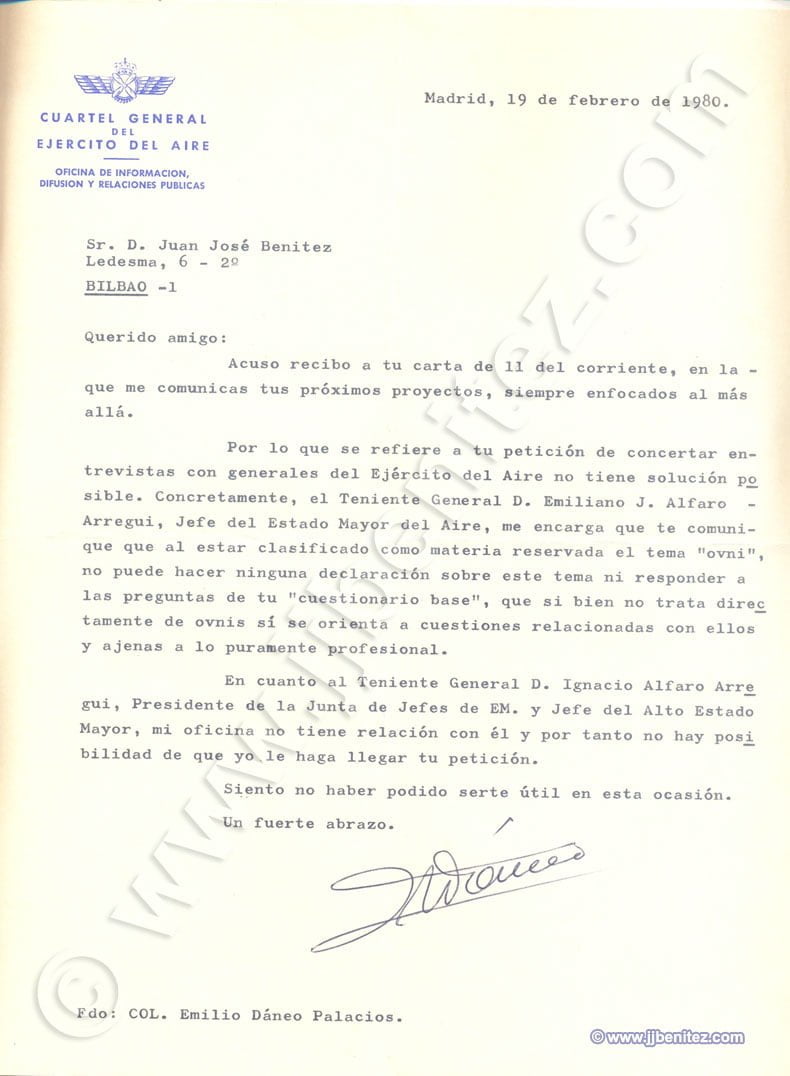 Madrid, 19 de febrero de 1980.
CUARTEL GENERAL
DEL
EJERCITO DEL AIRE
OFICINA DE INFORMACION,
DIFUSION Y RELACIONES PUBLICAS
Sr. D. Juan José Benitez
Ledesma, 6 - 2º
BILBAO -1
Querido amigo:
Acuso recibo a tu carta de 11 del corriente, en la -
que me comunicas tus próximos proyectos, siempre enfocados al más
allá.
Por lo que se refiere a tu petición de concertar en-
trevistas con generales del Ejército del Aire no tiene solución po
sible. Concretamente, el Teniente General D. Emiliano J. Alfaro -
Arregui, Jefe del Estado Mayor del Aire, me encarga que te comuni-
que que al estar clasificado como materia reservada el tema "ovni",
no puede hacer ninguna declaración sobre este tema ni responder a
las preguntas de tu "cuestionario base", que si bien no trata direc
tamente de ovnis sí se orienta a cuestiones relacionadas con ellos
y ajenas a lo puramente profesional.
En cuanto al Teniente General D. Ignacio Alfaro Arre
gui, Presidente de la Junta de Jefes de EM. y Jefe del Alto Estado
Mayor, mi oficina no tiene relación con él y por tanto no hay posi
bilidad de que yo le haga llegar tu petición.
Siento no haber podido serte útil en esta ocasión.
Un fuerte abrazo.
Fdo: COL. Emilio Dáneo Palacios.
© www.jjbenitez.com
© www.jjbenitez.com